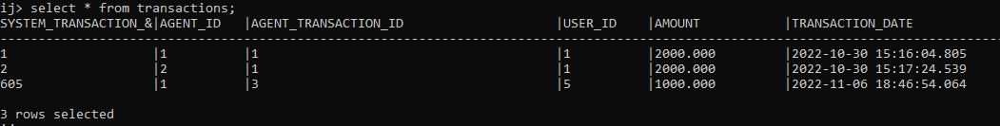 ij> select * from transactions;
SYSTEM_TRANSACTION_&|AGENT_ID |AGENT_TRANSACTION_ID |USER_ID |AMOUNT |TRANSACTION_DATE
------------------------------------------------------------------------------------------------------------------------------------
1 |1 |1 |1 |2000.000 |2022-10-30 15:16:04.805
2 |2 |1 |1 |2000.000 |2022-10-30 15:17:24.539
605 |1 |3 |5 |1000.000 |2022-11-06 18:46:54.064
3 rows selected